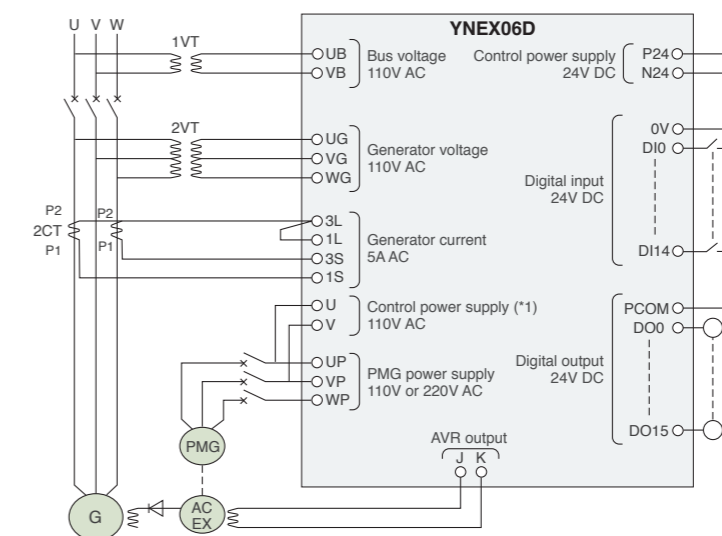 U V W
1VT
2VT
P2
2CT
P1
P2
P1
G
PMG
AC
EX
YNEX06D
UB
VB
Bus voltage
110V AC
UG
VG
WG
Generator voltage
110V AC
3L
1L
3S
1S
Generator current
5A AC
U
V
Control power supply (*1)
110V AC
UP
VP
WP
PMG power supply
110V or 220V AC
AVR output
J K
Control power supply
24V DC
P24
N24
Digital input
24V DC
0V
DI0
DI14
Digital output
24V DC
PCOM
DO0
DO15